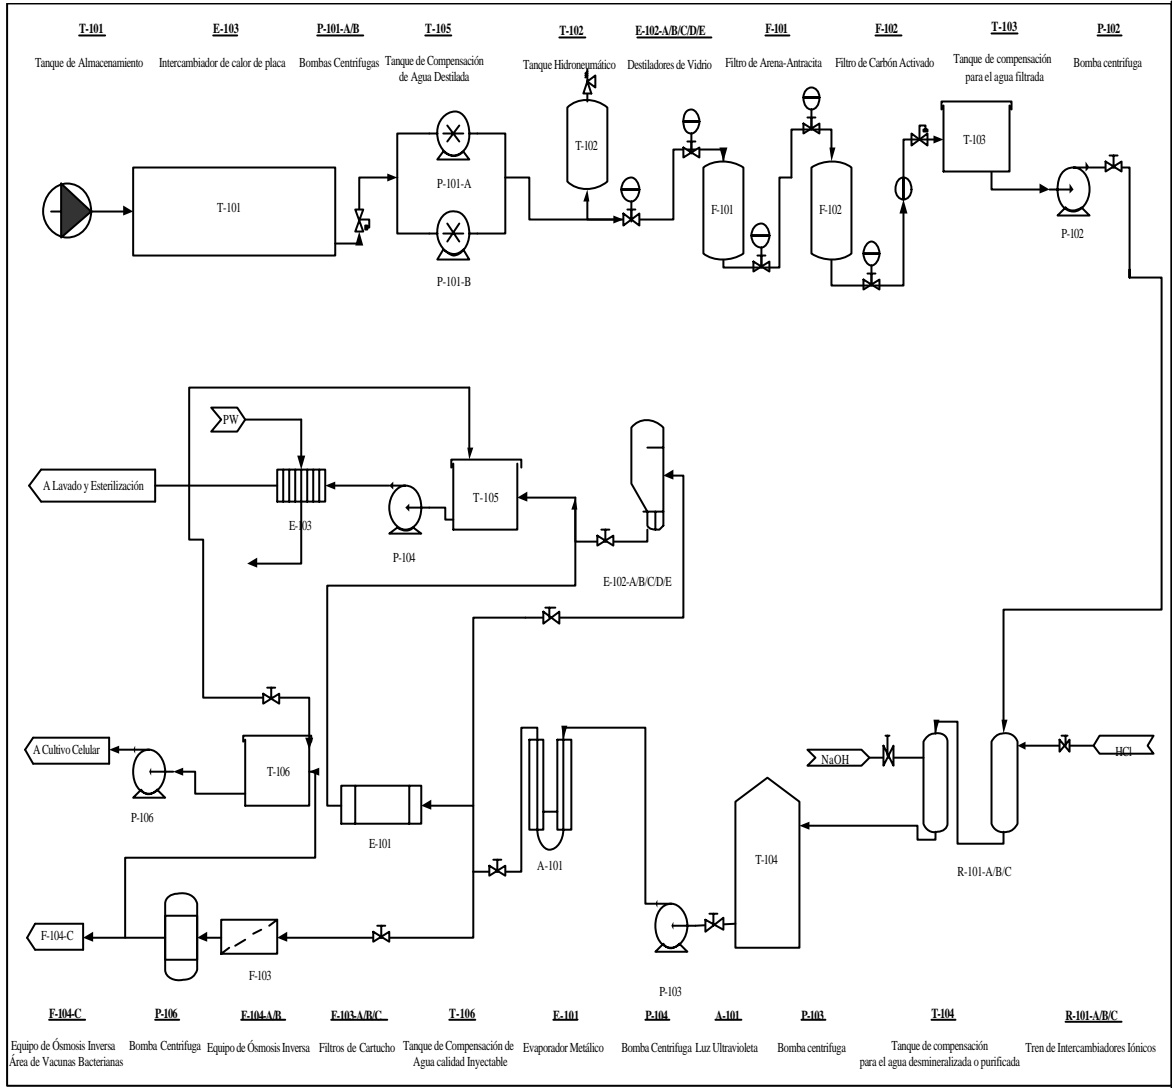 T-101 E-103 P-101-A/B T-105 T-102 E-102-A/B/C/D/E F-101 F-102 T-103 P-102
Tanque de Almacenamiento Intercambiador de calor de placa Bombas Centrifugas Tanque de Compensación Tanque Hidroneumático Destiladores de Vidrio Filtro de Arena-Antracita Filtro de Carbón Activado Tanque de compensación Bomba centrifuga
de Agua Destilada para el agua filtrada
T-102
T-103
P-101-A
T-101
F-101
F-102
P-102
P-101-B
PW
A Lavado y Esterilización
T-105
E-103
P-104
E-102-A/B/C/D/E
A Cultivo Celular
T-106
P-106
E-101
A-101
T-104
NaOH
HCl
R-101-A/B/C
F-104-C
F-103
P-103
F-104-C P-106 F-104-A/B F-103-A/B/C T-106 E-101 P-104 A-101 P-103 T-104 R-101-A/B/C
Equipo de Ósmosis Inversa Bomba Centrifuga Equipo de Ósmosis Inversa Filtros de Cartucho Tanque de Compensación de Evaporador Metálico Bomba Centrifuga Luz Ultravioleta Bomba centrifuga Tanque de compensación Tren de Intercambiadores Iónicos
Área de Vacunas Bacterianas Agua calidad Inyectable para el agua desmineralizada o purificada